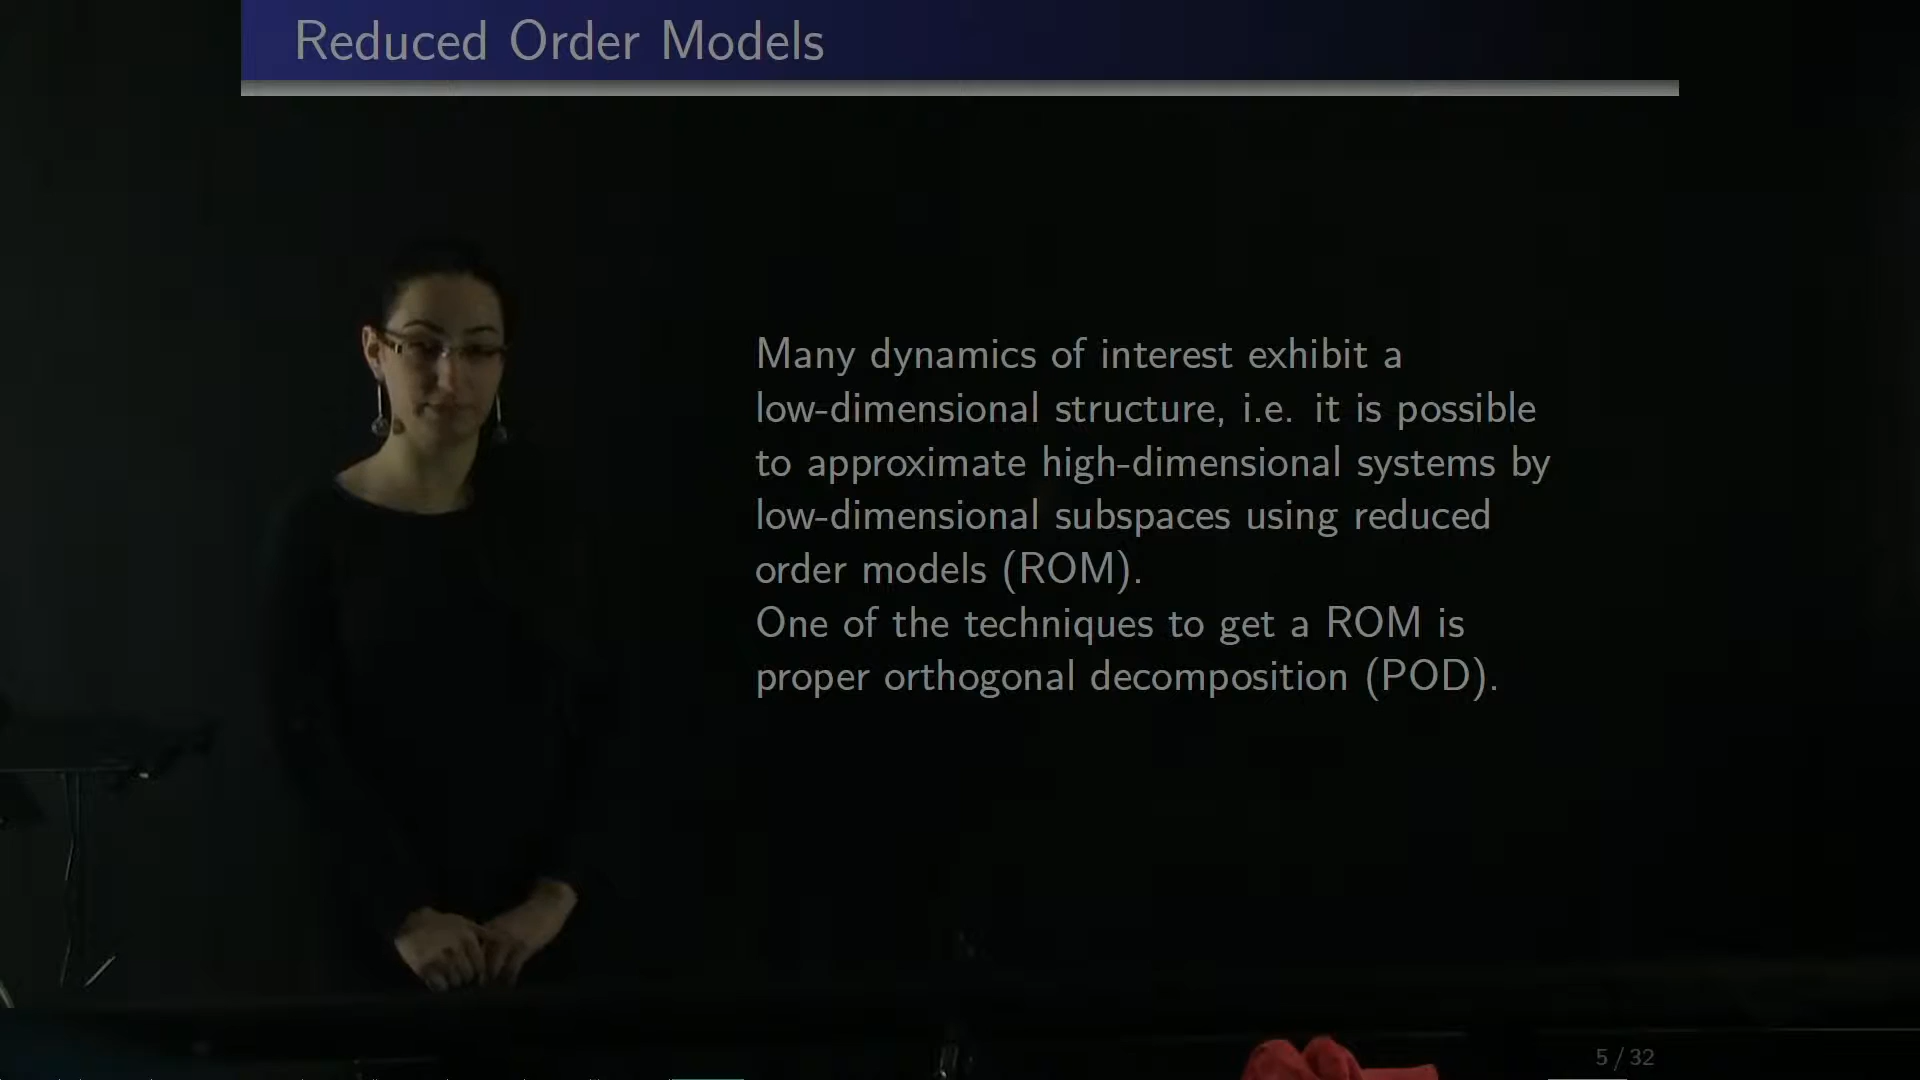 Reduced Order Models
Many dynamics of interest exhibit a
low-dimensional structure, i.e. it is possible
to approximate high-dimensional systems by
low-dimensional subspaces using reduced
order models (ROM).
One of the techniques to get a ROM is
proper orthogonal decomposition (POD).
5 / 32